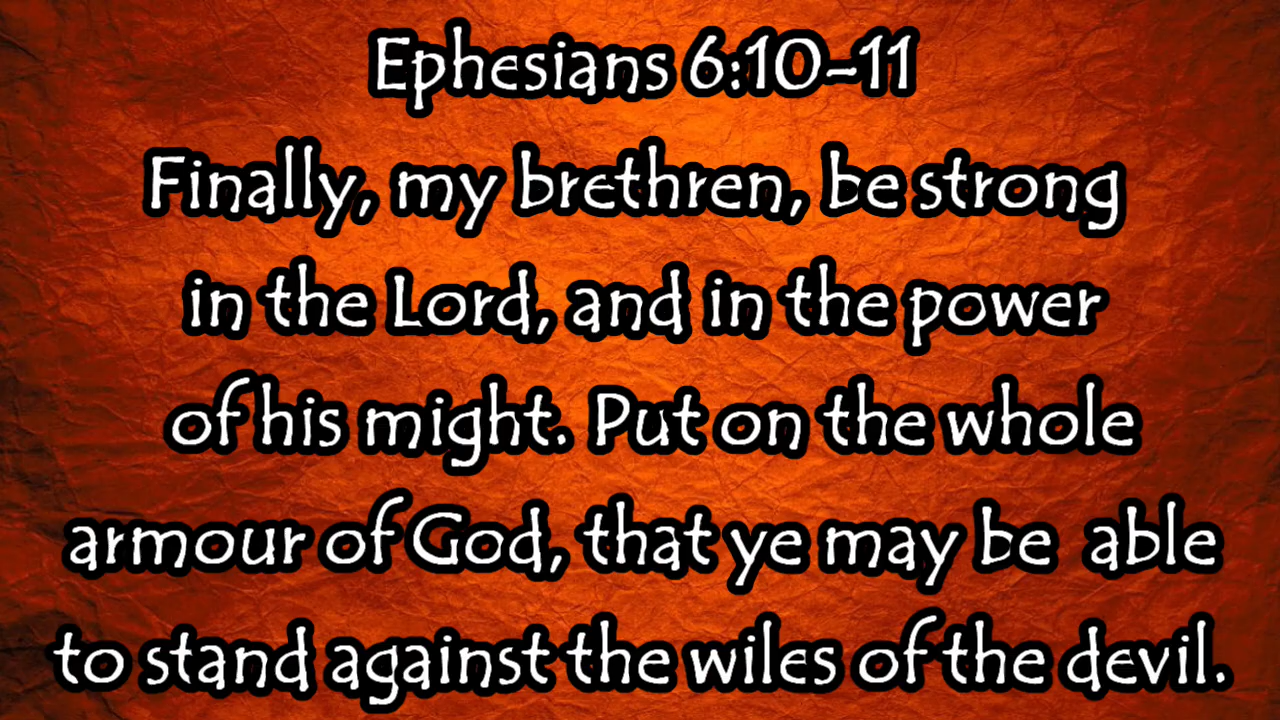 Ephesians 6:10-11
Finally, my brethren, be strong
in the Lord, and in the power
of his might. Put on the whole
armour of God, that ye may be  able
to stand against the wiles of the devil.